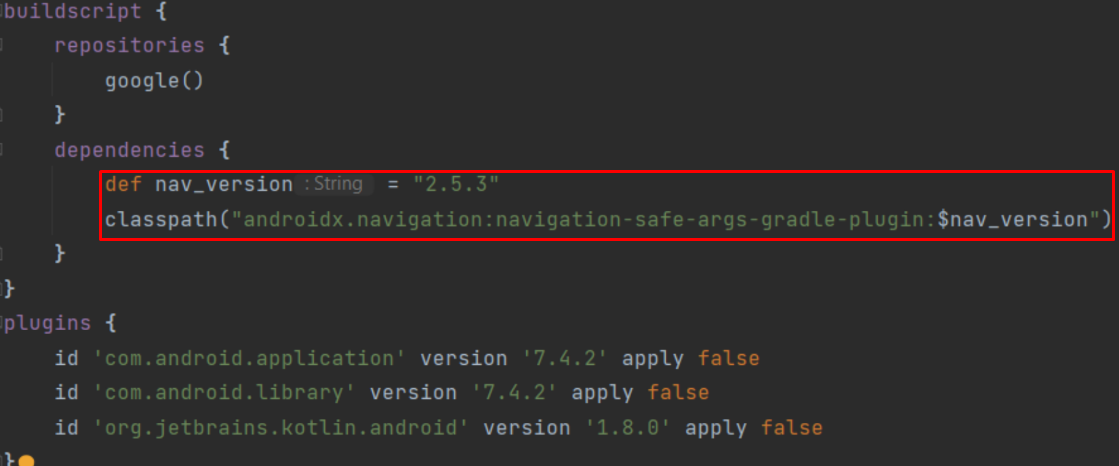 buildscript {
repositories {
google()
}
dependencies {
def nav_version : String = "2.5.3"
classpath("androidx.navigation:navigation-safe-args-gradle-plugin:$nav_version")
}
}
plugins {
id 'com.android.application' version '7.4.2' apply false
id 'com.android.library' version '7.4.2' apply false
id 'org.jetbrains.kotlin.android' version '1.8.0' apply false
}